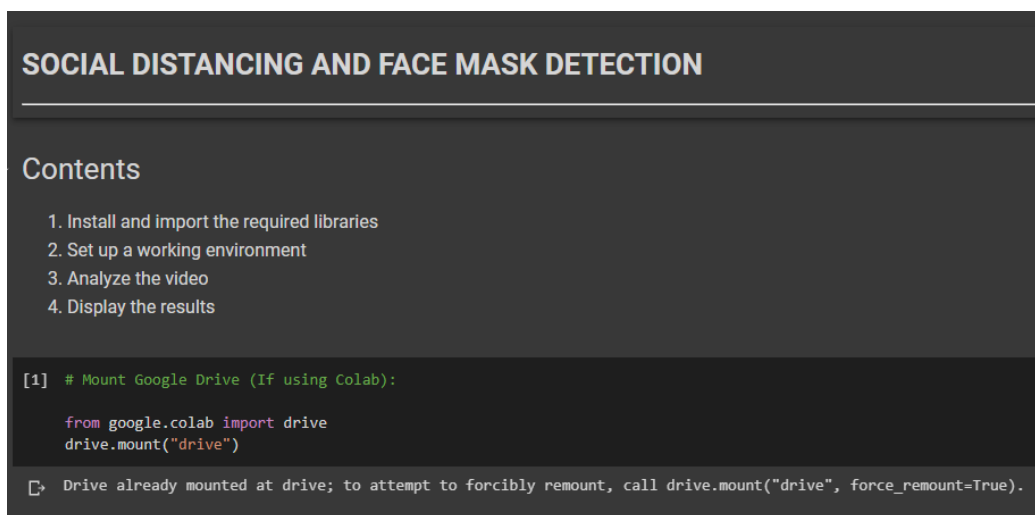 SOCIAL DISTANCING AND FACE MASK DETECTION
Contents
1. Install and import the required libraries
2. Set up a working environment
3. Analyze the video
4. Display the results
[1] # Mount Google Drive (If using Colab):
from google.colab import drive
drive.mount("drive")
Drive already mounted at drive; to attempt to forcibly remount, call drive.mount("drive", force_remount=True).